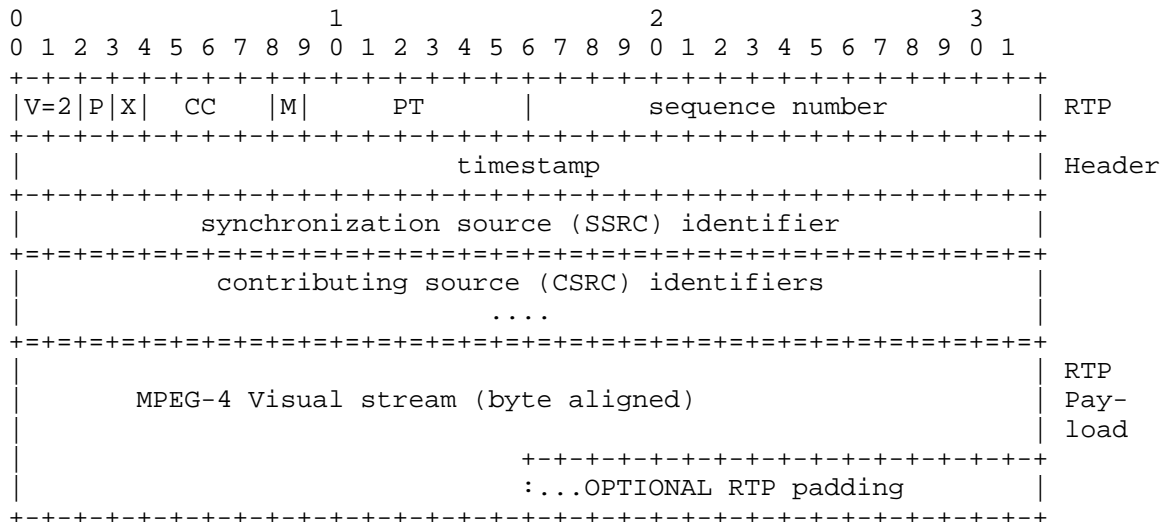 0                   1                   2                   3
0 1 2 3 4 5 6 7 8 9 0 1 2 3 4 5 6 7 8 9 0 1 2 3 4 5 6 7 8 9 0 1
+-+-+-+-+-+-+-+-+-+-+-+-+-+-+-+-+-+-+-+-+-+-+-+-+-+-+-+-+-+-+-+-+
|V=2|P|X|  CC   |M|     PT      |       sequence number         | RTP
+-+-+-+-+-+-+-+-+-+-+-+-+-+-+-+-+-+-+-+-+-+-+-+-+-+-+-+-+-+-+-+-+
|                           timestamp                           | Header
+-+-+-+-+-+-+-+-+-+-+-+-+-+-+-+-+-+-+-+-+-+-+-+-+-+-+-+-+-+-+-+-+
|           synchronization source (SSRC) identifier            |
+=+=+=+=+=+=+=+=+=+=+=+=+=+=+=+=+=+=+=+=+=+=+=+=+=+=+=+=+=+=+=+=+
|            contributing source (CSRC) identifiers             |
|                             ....                              |
+=+=+=+=+=+=+=+=+=+=+=+=+=+=+=+=+=+=+=+=+=+=+=+=+=+=+=+=+=+=+=+=+
|                                                               | RTP
|       MPEG-4 Visual stream (byte aligned)                     | Pay-
|                                                               | load
|                               +-+-+-+-+-+-+-+-+-+-+-+-+-+-+-+-+
|                               :...OPTIONAL RTP padding        |
+-+-+-+-+-+-+-+-+-+-+-+-+-+-+-+-+-+-+-+-+-+-+-+-+-+-+-+-+-+-+-+-+